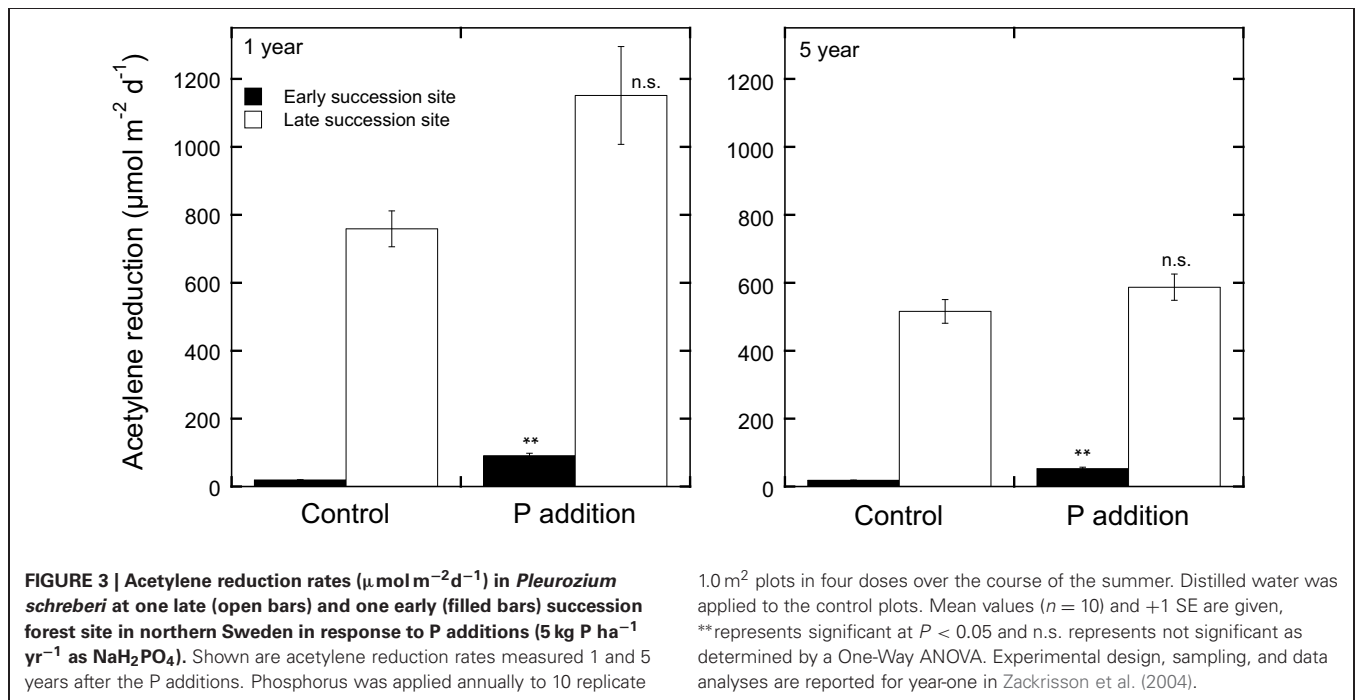 1 year
1200
1000
800
600
400
200
0
Acetylene reduction (µmol m⁻² d⁻¹)
Early succession site
Late succession site
**
n.s.
Control
P addition
5 year
1200
1000
800
600
400
200
0
**
n.s.
Control
P addition
FIGURE 3 | Acetylene reduction rates (µmol m⁻²d⁻¹) in Pleurozium
schreberi at one late (open bars) and one early (filled bars) succession
forest site in northern Sweden in response to P additions (5 kg P ha⁻¹
yr⁻¹ as NaH₂PO₄). Shown are acetylene reduction rates measured 1 and 5
years after the P additions. Phosphorus was applied annually to 10 replicate
1.0 m² plots in four doses over the course of the summer. Distilled water was
applied to the control plots. Mean values (n = 10) and +1 SE are given,
**represents significant at P < 0.05 and n.s. represents not significant as
determined by a One-Way ANOVA. Experimental design, sampling, and data
analyses are reported for year-one in Zackrisson et al. (2004).